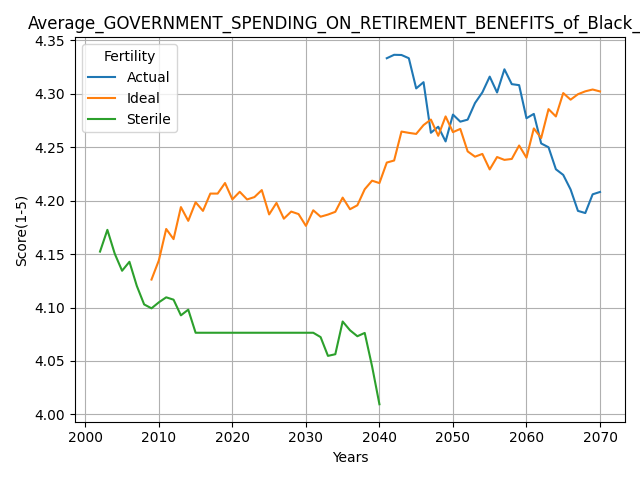 Average_GOVERNMENT_SPENDING_ON_RETIREMENT_BENEFITS_of_Black_
4.35
4.30
4.25
4.20
4.15
4.10
4.05
4.00
Score(1-5)
Fertility
Actual
Ideal
Sterile
2000 2010 2020 2030 2040 2050 2060 2070
Years